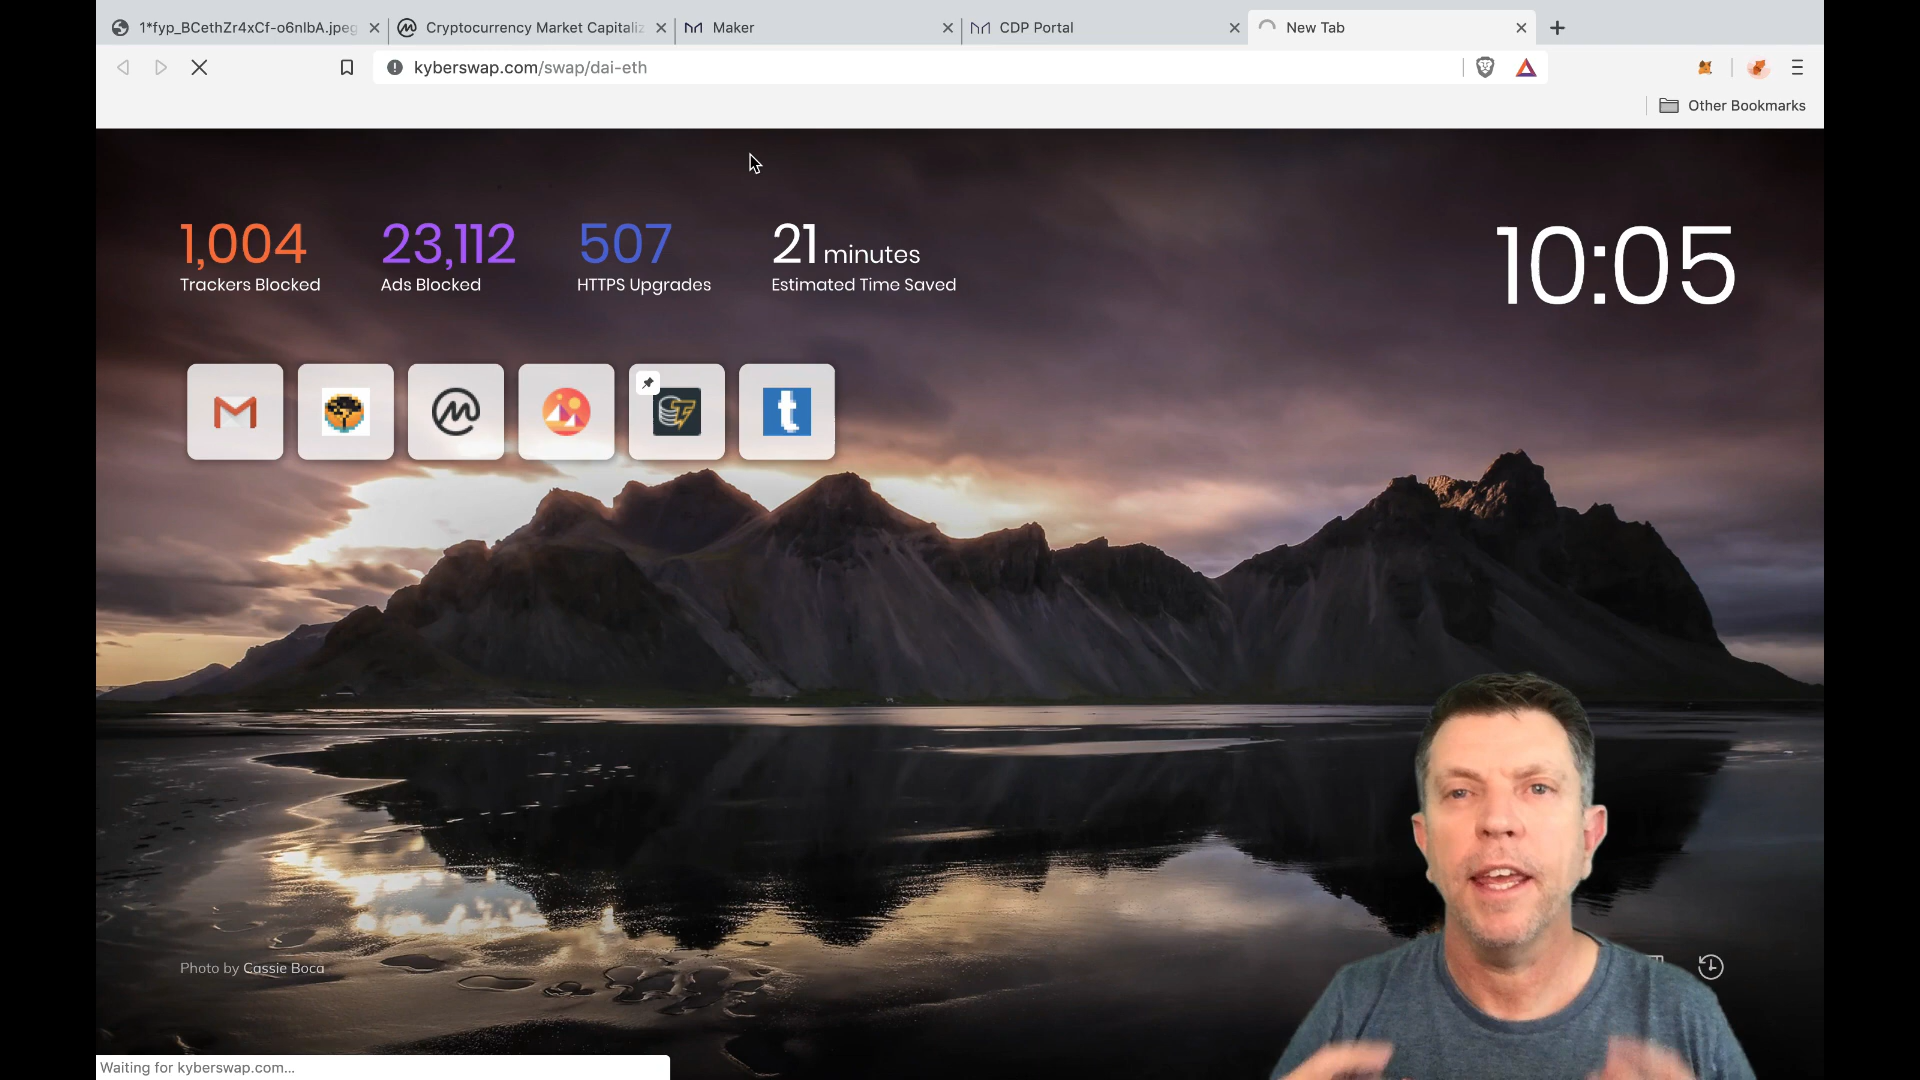 1*fyp_BCethZr4xCf-o6nlbA.jpeg
Cryptocurrency Market Capitaliz
Maker
CDP Portal
New Tab
kyberswap.com/swap/dai-eth
Other Bookmarks
1,004
Trackers Blocked
23,112
Ads Blocked
507
HTTPS Upgrades
21 minutes
Estimated Time Saved
10:05
Photo by Cassie Boca
Waiting for kyberswap.com...